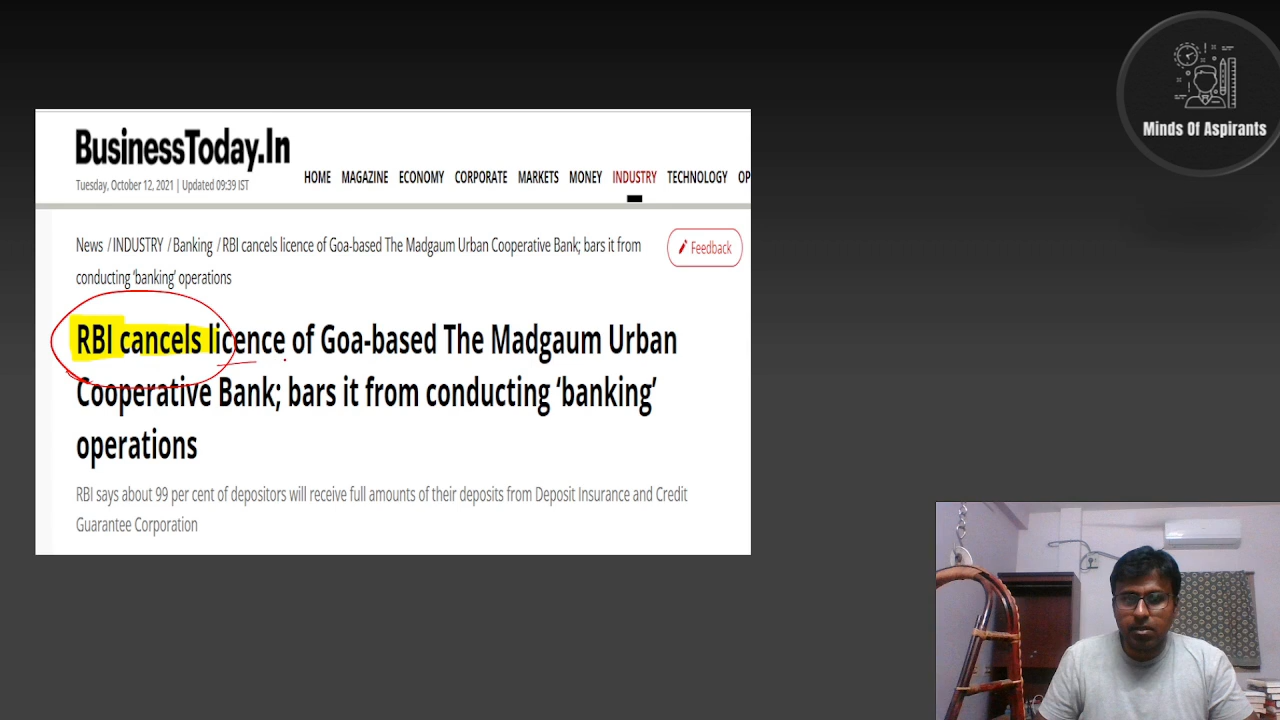 Minds Of Aspirants
BusinessToday.In
Tuesday, October 12, 2021 | Updated 09:39 IST
HOME MAGAZINE ECONOMY CORPORATE MARKETS MONEY INDUSTRY TECHNOLOGY OP
News / INDUSTRY / Banking / RBI cancels licence of Goa-based The Madgaum Urban Cooperative Bank; bars it from
conducting 'banking' operations
Feedback
RBI cancels licence of Goa-based The Madgaum Urban
Cooperative Bank; bars it from conducting ‘banking’
operations
RBI says about 99 per cent of depositors will receive full amounts of their deposits from Deposit Insurance and Credit
Guarantee Corporation